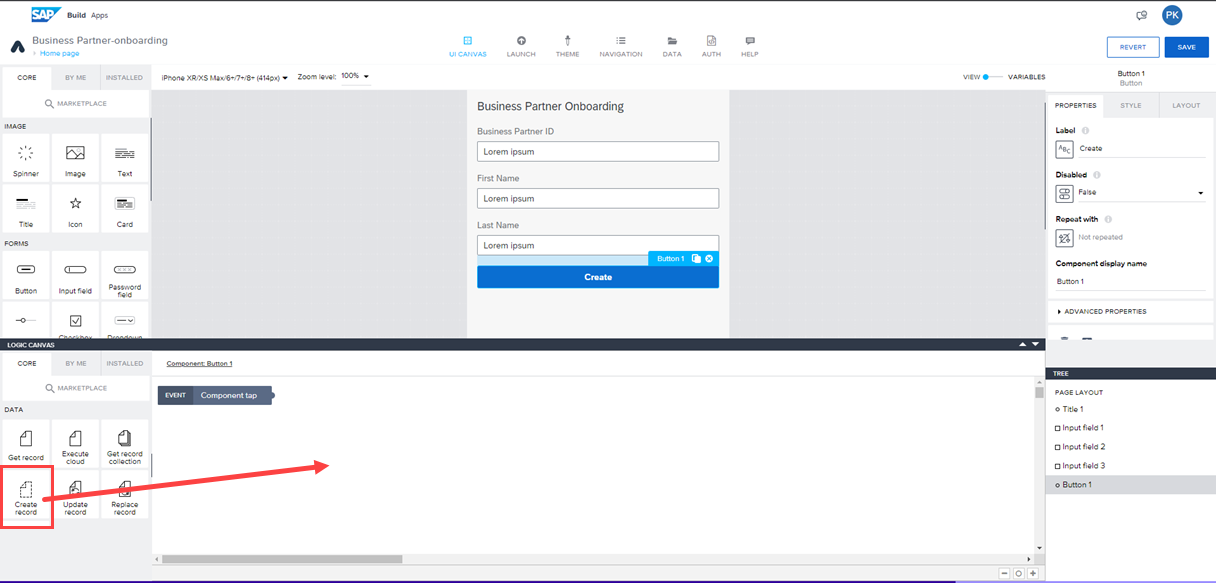 SAP Build Apps
PK
Business Partner-onboarding
Home page
UI CANVAS
LAUNCH
THEME
NAVIGATION
DATA
AUTH
HELP
REVERT
SAVE
CORE
BY ME
INSTALLED
iPhone XR/XS Max/6+/7+/8+ (414px)
Zoom level: 100%
VIEW
VARIABLES
Button 1
Button
MARKETPLACE
IMAGE
Spinner
Image
Text
Title
Icon
Card
FORMS
Button
Input field
Password
field
Checkbox
Dropdown
Business Partner Onboarding
Business Partner ID
Lorem ipsum
First Name
Lorem ipsum
Last Name
Lorem ipsum
Button 1
Create
PROPERTIES
STYLE
LAYOUT
Label
ABC
Create
Disabled
False
Repeat with
Not repeated
Component display name
Button 1
ADVANCED PROPERTIES
LOGIC CANVAS
CORE
BY ME
INSTALLED
Component: Button 1
MARKETPLACE
EVENT
Component tap
DATA
Get record
Execute
cloud
Get record
collection
Create
record
Update
record
Replace
record
TREE
PAGE LAYOUT
Title 1
Input field 1
Input field 2
Input field 3
Button 1